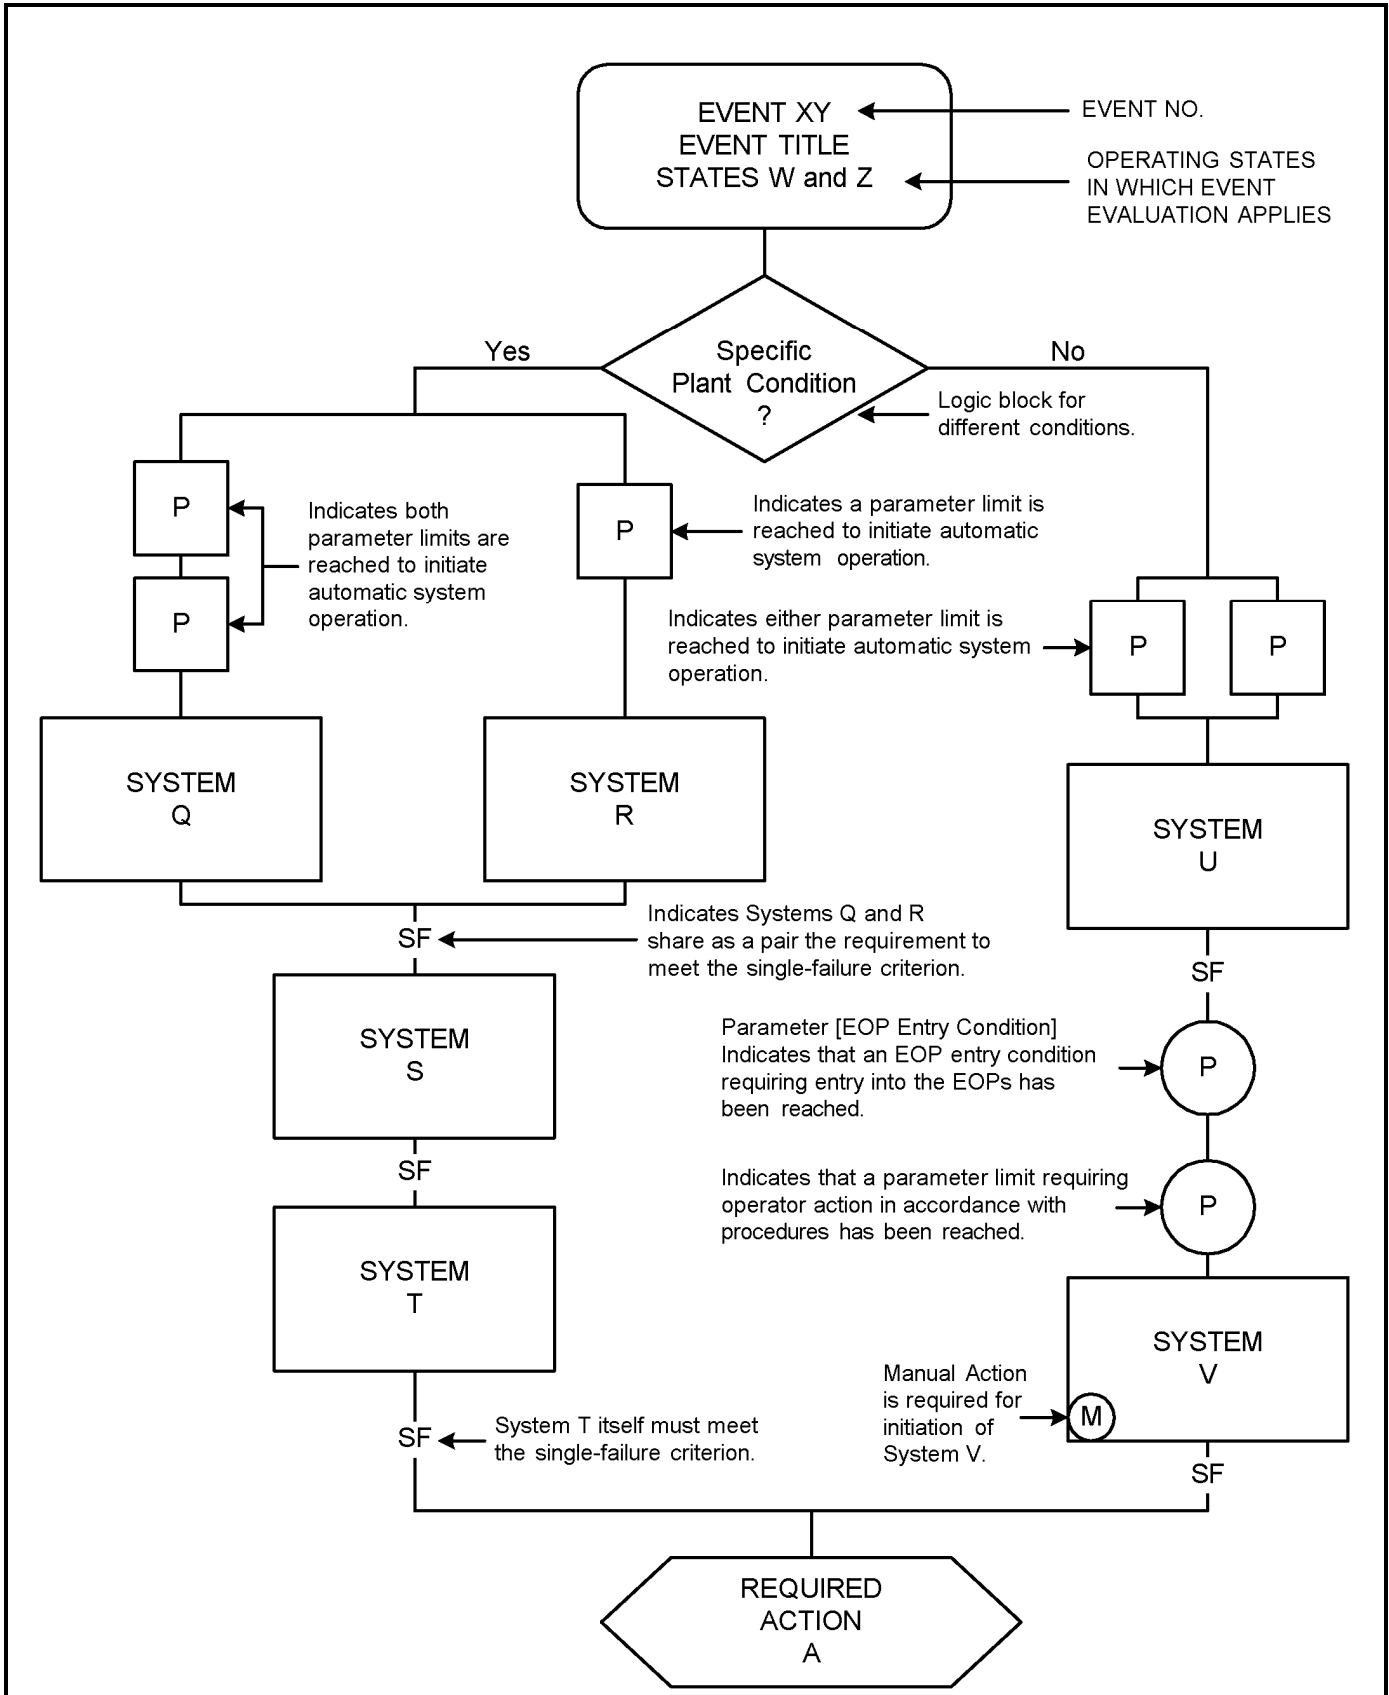 EVENT XY
EVENT TITLE
STATES W and Z
EVENT NO.
OPERATING STATES
IN WHICH EVENT
EVALUATION APPLIES
Yes
Specific
Plant Condition
?
No
Logic block for
different conditions.
P
P
Indicates both
parameter limits are
reached to initiate
automatic system
operation.
P
Indicates a parameter limit is
reached to initiate automatic
system operation.
Indicates either parameter limit is
reached to initiate automatic system
operation.
P
P
SYSTEM
Q
SYSTEM
R
SYSTEM
U
SF
Indicates Systems Q and R
share as a pair the requirement to
meet the single-failure criterion.
SF
SYSTEM
S
Parameter [EOP Entry Condition]
Indicates that an EOP entry condition
requiring entry into the EOPs has
been reached.
P
SF
Indicates that a parameter limit requiring
operator action in accordance with
procedures has been reached.
P
SYSTEM
T
SYSTEM
V
Manual Action
is required for
initiation of
System V.
M
SF
System T itself must meet
the single-failure criterion.
SF
REQUIRED
ACTION
A